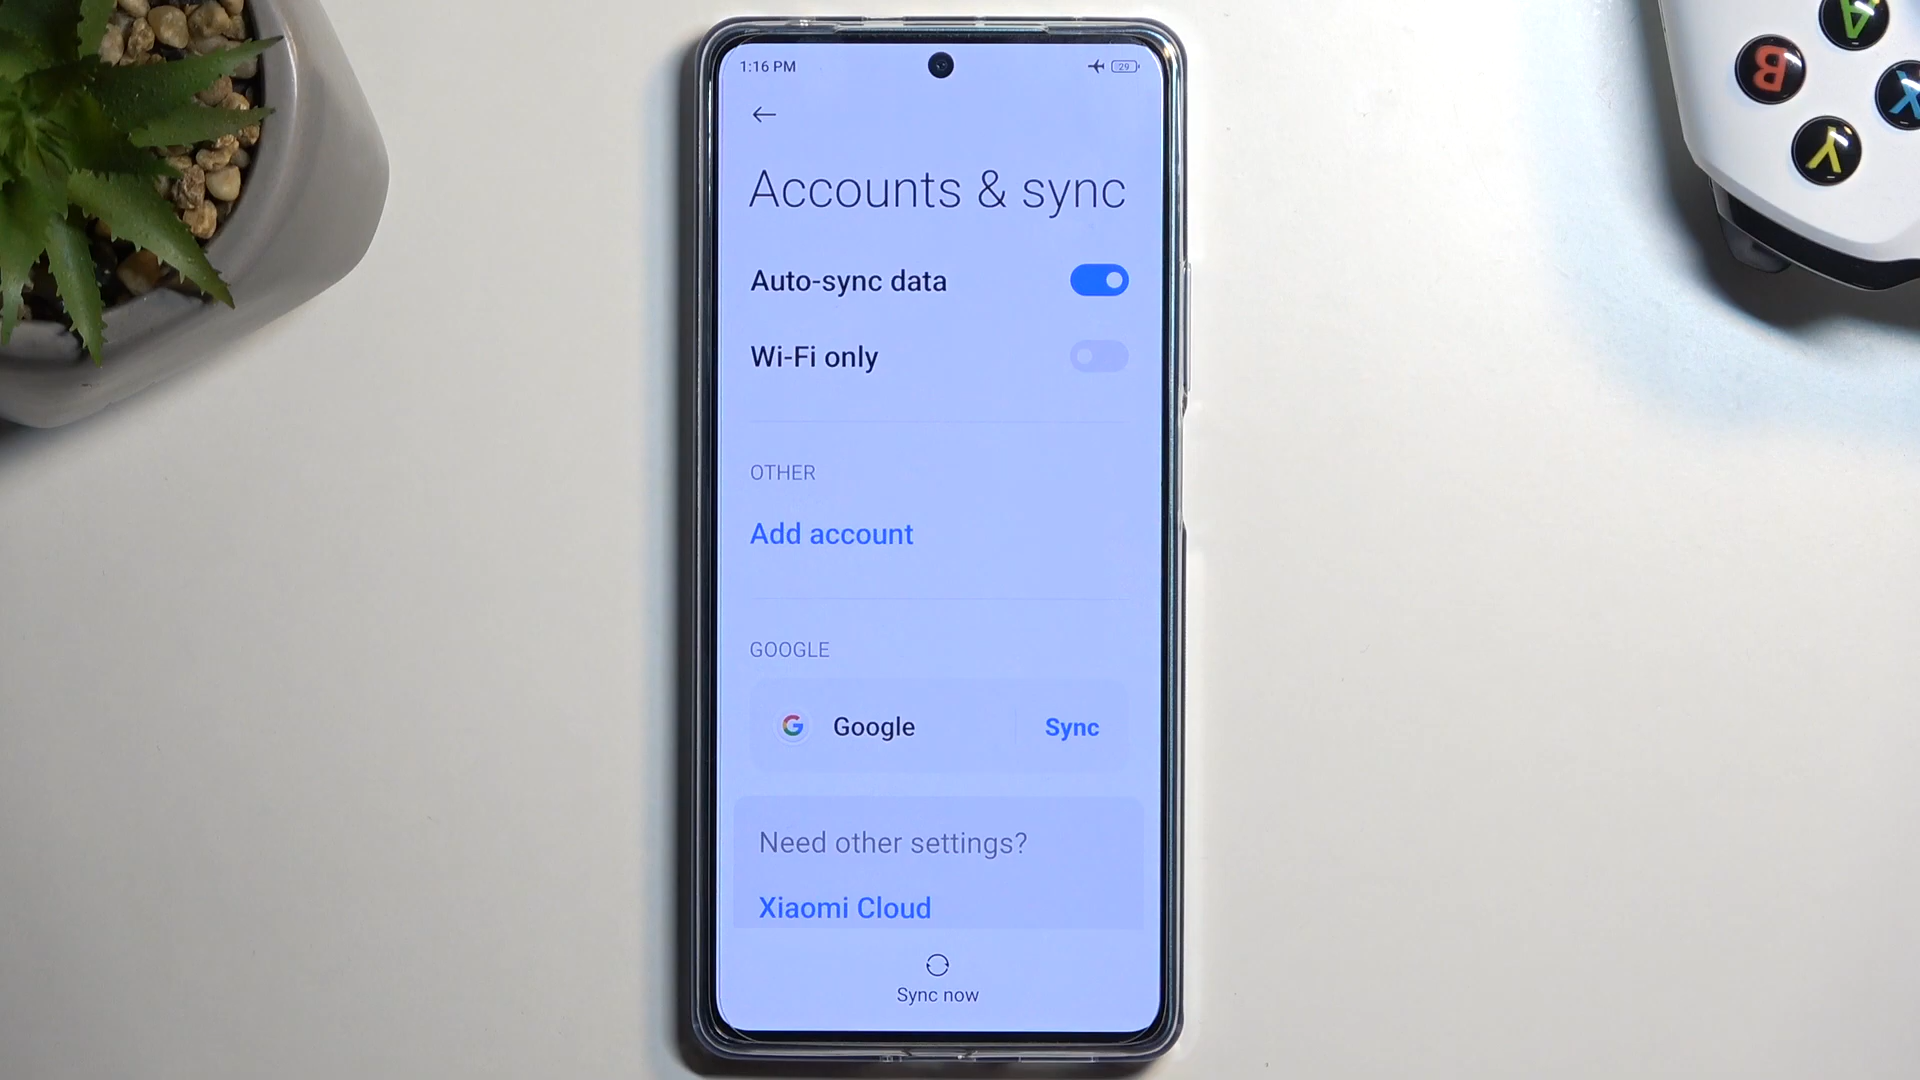 1:16 PM
29
Accounts & sync
Auto-sync data
Wi-Fi only
OTHER
Add account
GOOGLE
G
Google
Sync
Need other settings?
Xiaomi Cloud
Sync now
A
B
X
Y